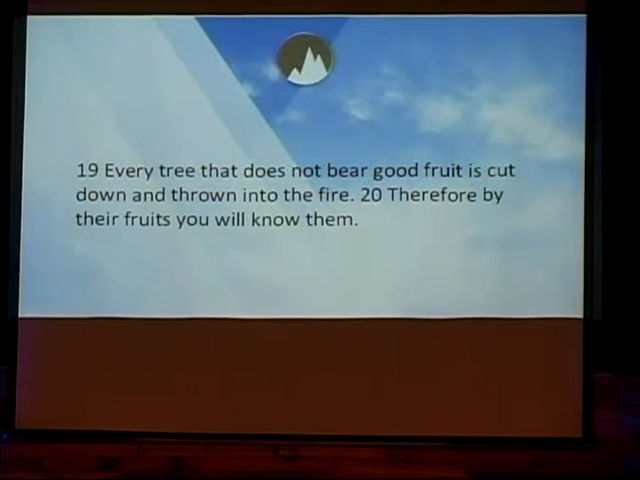 19 Every tree that does not bear good fruit is cut
down and thrown into the fire. 20 Therefore by
their fruits you will know them.